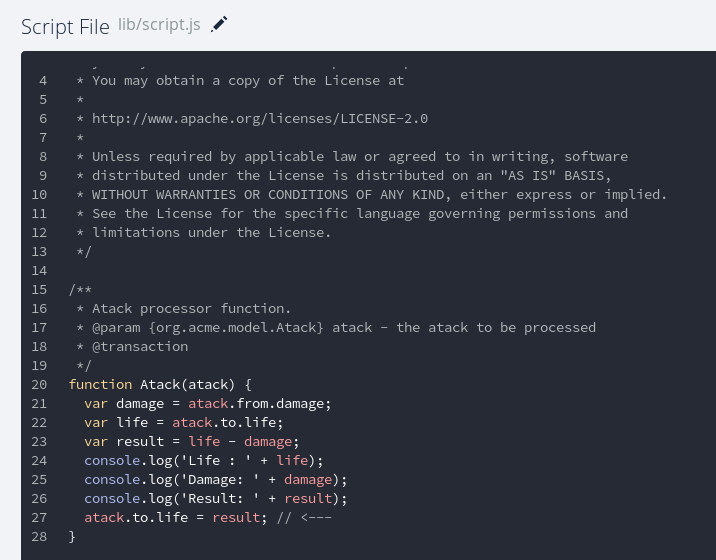 Script File lib/script.js
4 * You may obtain a copy of the License at
5 *
6 * http://www.apache.org/licenses/LICENSE-2.0
7 *
8 * Unless required by applicable law or agreed to in writing, software
9 * distributed under the License is distributed on an "AS IS" BASIS,
10 * WITHOUT WARRANTIES OR CONDITIONS OF ANY KIND, either express or implied.
11 * See the License for the specific language governing permissions and
12 * limitations under the License.
13 */
14
15 /**
16 * Atack processor function.
17 * @param {org.acme.model.Atack} atack - the atack to be processed
18 * @transaction
19 */
20 function Atack(atack) {
21 var damage = atack.from.damage;
22 var life = atack.to.life;
23 var result = life - damage;
24 console.log('Life : ' + life);
25 console.log('Damage: ' + damage);
26 console.log('Result: ' + result);
27 atack.to.life = result; // <---
28 }